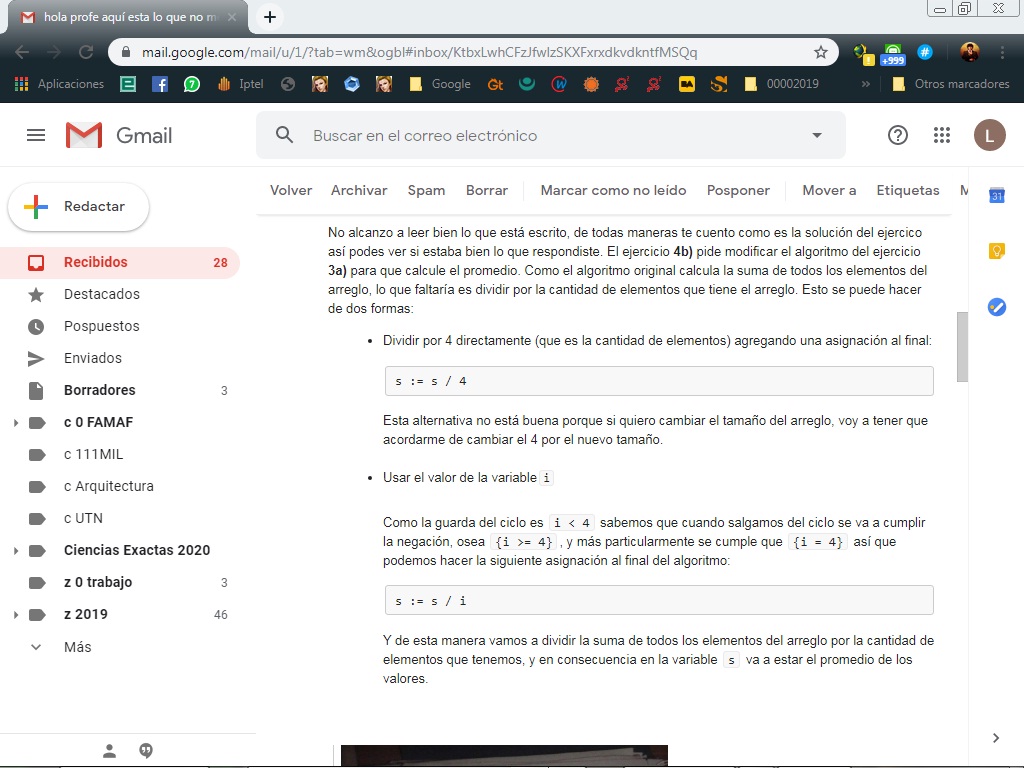 hola profe aquí esta lo que no m
mail.google.com/mail/u/1/?tab=wm&ogbl#inbox/KtbxLwhCFzJfwlzSKXFxrxdkvdkntfMSQq
+999
Aplicaciones
Iptel
Google
00002019
»
Otros marcadores
Gmail
Buscar en el correo electrónico
L
Redactar
Volver
Archivar
Spam
Borrar
Marcar como no leído
Posponer
Mover a
Etiquetas
M
31
Recibidos 28
Destacados
Pospuestos
Enviados
Borradores 3
c 0 FAMAF
c 111MIL
c Arquitectura
c UTN
Ciencias Exactas 2020
z 0 trabajo 3
z 2019 46
Más
No alcanzo a leer bien lo que está escrito, de todas maneras te cuento como es la solución del ejercico
así podes ver si estaba bien lo que respondiste. El ejercicio 4b) pide modificar el algoritmo del ejercicio
3a) para que calcule el promedio. Como el algoritmo original calcula la suma de todos los elementos del
arreglo, lo que faltaría es dividir por la cantidad de elementos que tiene el arreglo. Esto se puede hacer
de dos formas:
• Dividir por 4 directamente (que es la cantidad de elementos) agregando una asignación al final:
s := s / 4
Esta alternativa no está buena porque si quiero cambiar el tamaño del arreglo, voy a tener que
acordarme de cambiar el 4 por el nuevo tamaño.
• Usar el valor de la variable i
Como la guarda del ciclo es i < 4 sabemos que cuando salgamos del ciclo se va a cumplir
la negación, osea {i >= 4} , y más particularmente se cumple que {i = 4} así que
podemos hacer la siguiente asignación al final del algoritmo:
s := s / i
Y de esta manera vamos a dividir la suma de todos los elementos del arreglo por la cantidad de
elementos que tenemos, y en consecuencia en la variable s va a estar el promedio de los
valores.